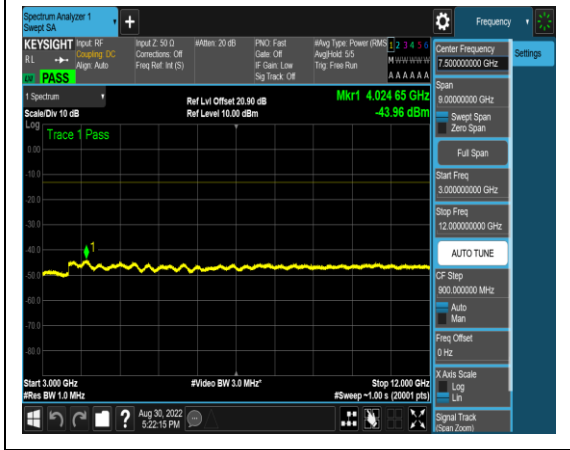 Spectrum Analyzer 1
Swept SA
Frequency
KEYSIGHT Input: RF
RL Coupling: DC
Align: Auto
Input Z: 50 Ω
Corrections: Off
Freq Ref: Int (S)
#Atten: 20 dB
PNO: Fast
Gate: Off
IF Gain: Low
Sig Track: Off
#Avg Type: Power (RMS
Avg|Hold: 5/5
Trig: Free Run
1 2 3 4 5 6
M W W W W W
A A A A A A
PASS
1 Spectrum
Scale/Div 10 dB
Ref Lvl Offset 20.90 dB
Ref Level 10.00 dBm
Mkr1 4.024 65 GHz
-43.96 dBm
Log
Trace 1 Pass
0.00
-10.0
-20.0
-30.0
-40.0
-50.0
-60.0
-70.0
-80.0
1
Start 3.000 GHz
#Res BW 1.0 MHz
#Video BW 3.0 MHz*
Stop 12.000 GHz
#Sweep ~1.00 s (20001 pts)
Aug 30, 2022
5:22:15 PM
Center Frequency
7.500000000 GHz
Span
9.00000000 GHz
Swept Span
Zero Span
Full Span
Start Freq
3.000000000 GHz
Stop Freq
12.000000000 GHz
AUTO TUNE
CF Step
900.000000 MHz
Auto
Man
Freq Offset
0 Hz
X Axis Scale
Log
Lin
Signal Track
(Span Zoom)
Settings